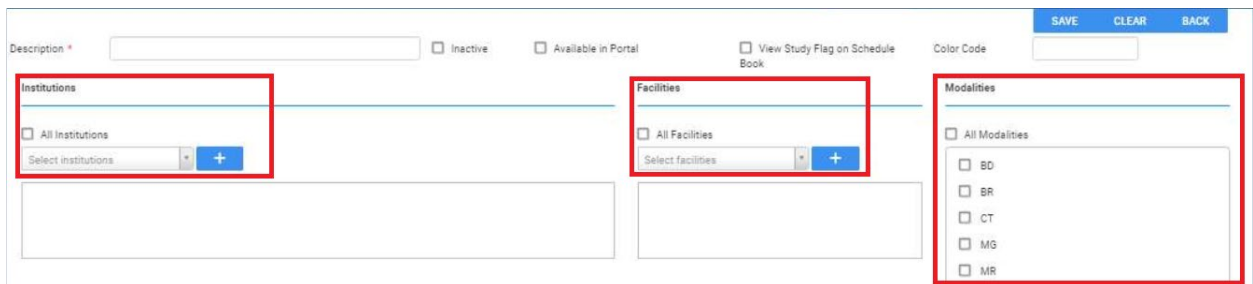 SAVE CLEAR BACK
Description * Inactive Available in Portal View Study Flag on Schedule Book Color Code
Institutions Facilities Modalities
All Institutions All Facilities All Modalities
Select institutions + Select facilities +
BD
BR
CT
MG
MR